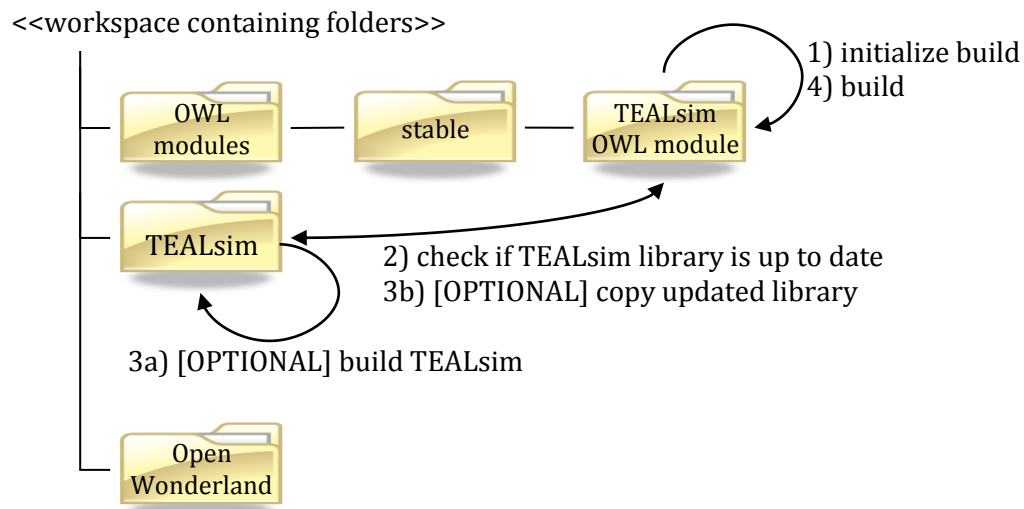 <<workspace containing folders>>
1) initialize build
4) build
OWL
modules
stable
TEALsim
OWL module
TEALsim
2) check if TEALsim library is up to date
3b) [OPTIONAL] copy updated library
3a) [OPTIONAL] build TEALsim
Open
Wonderland